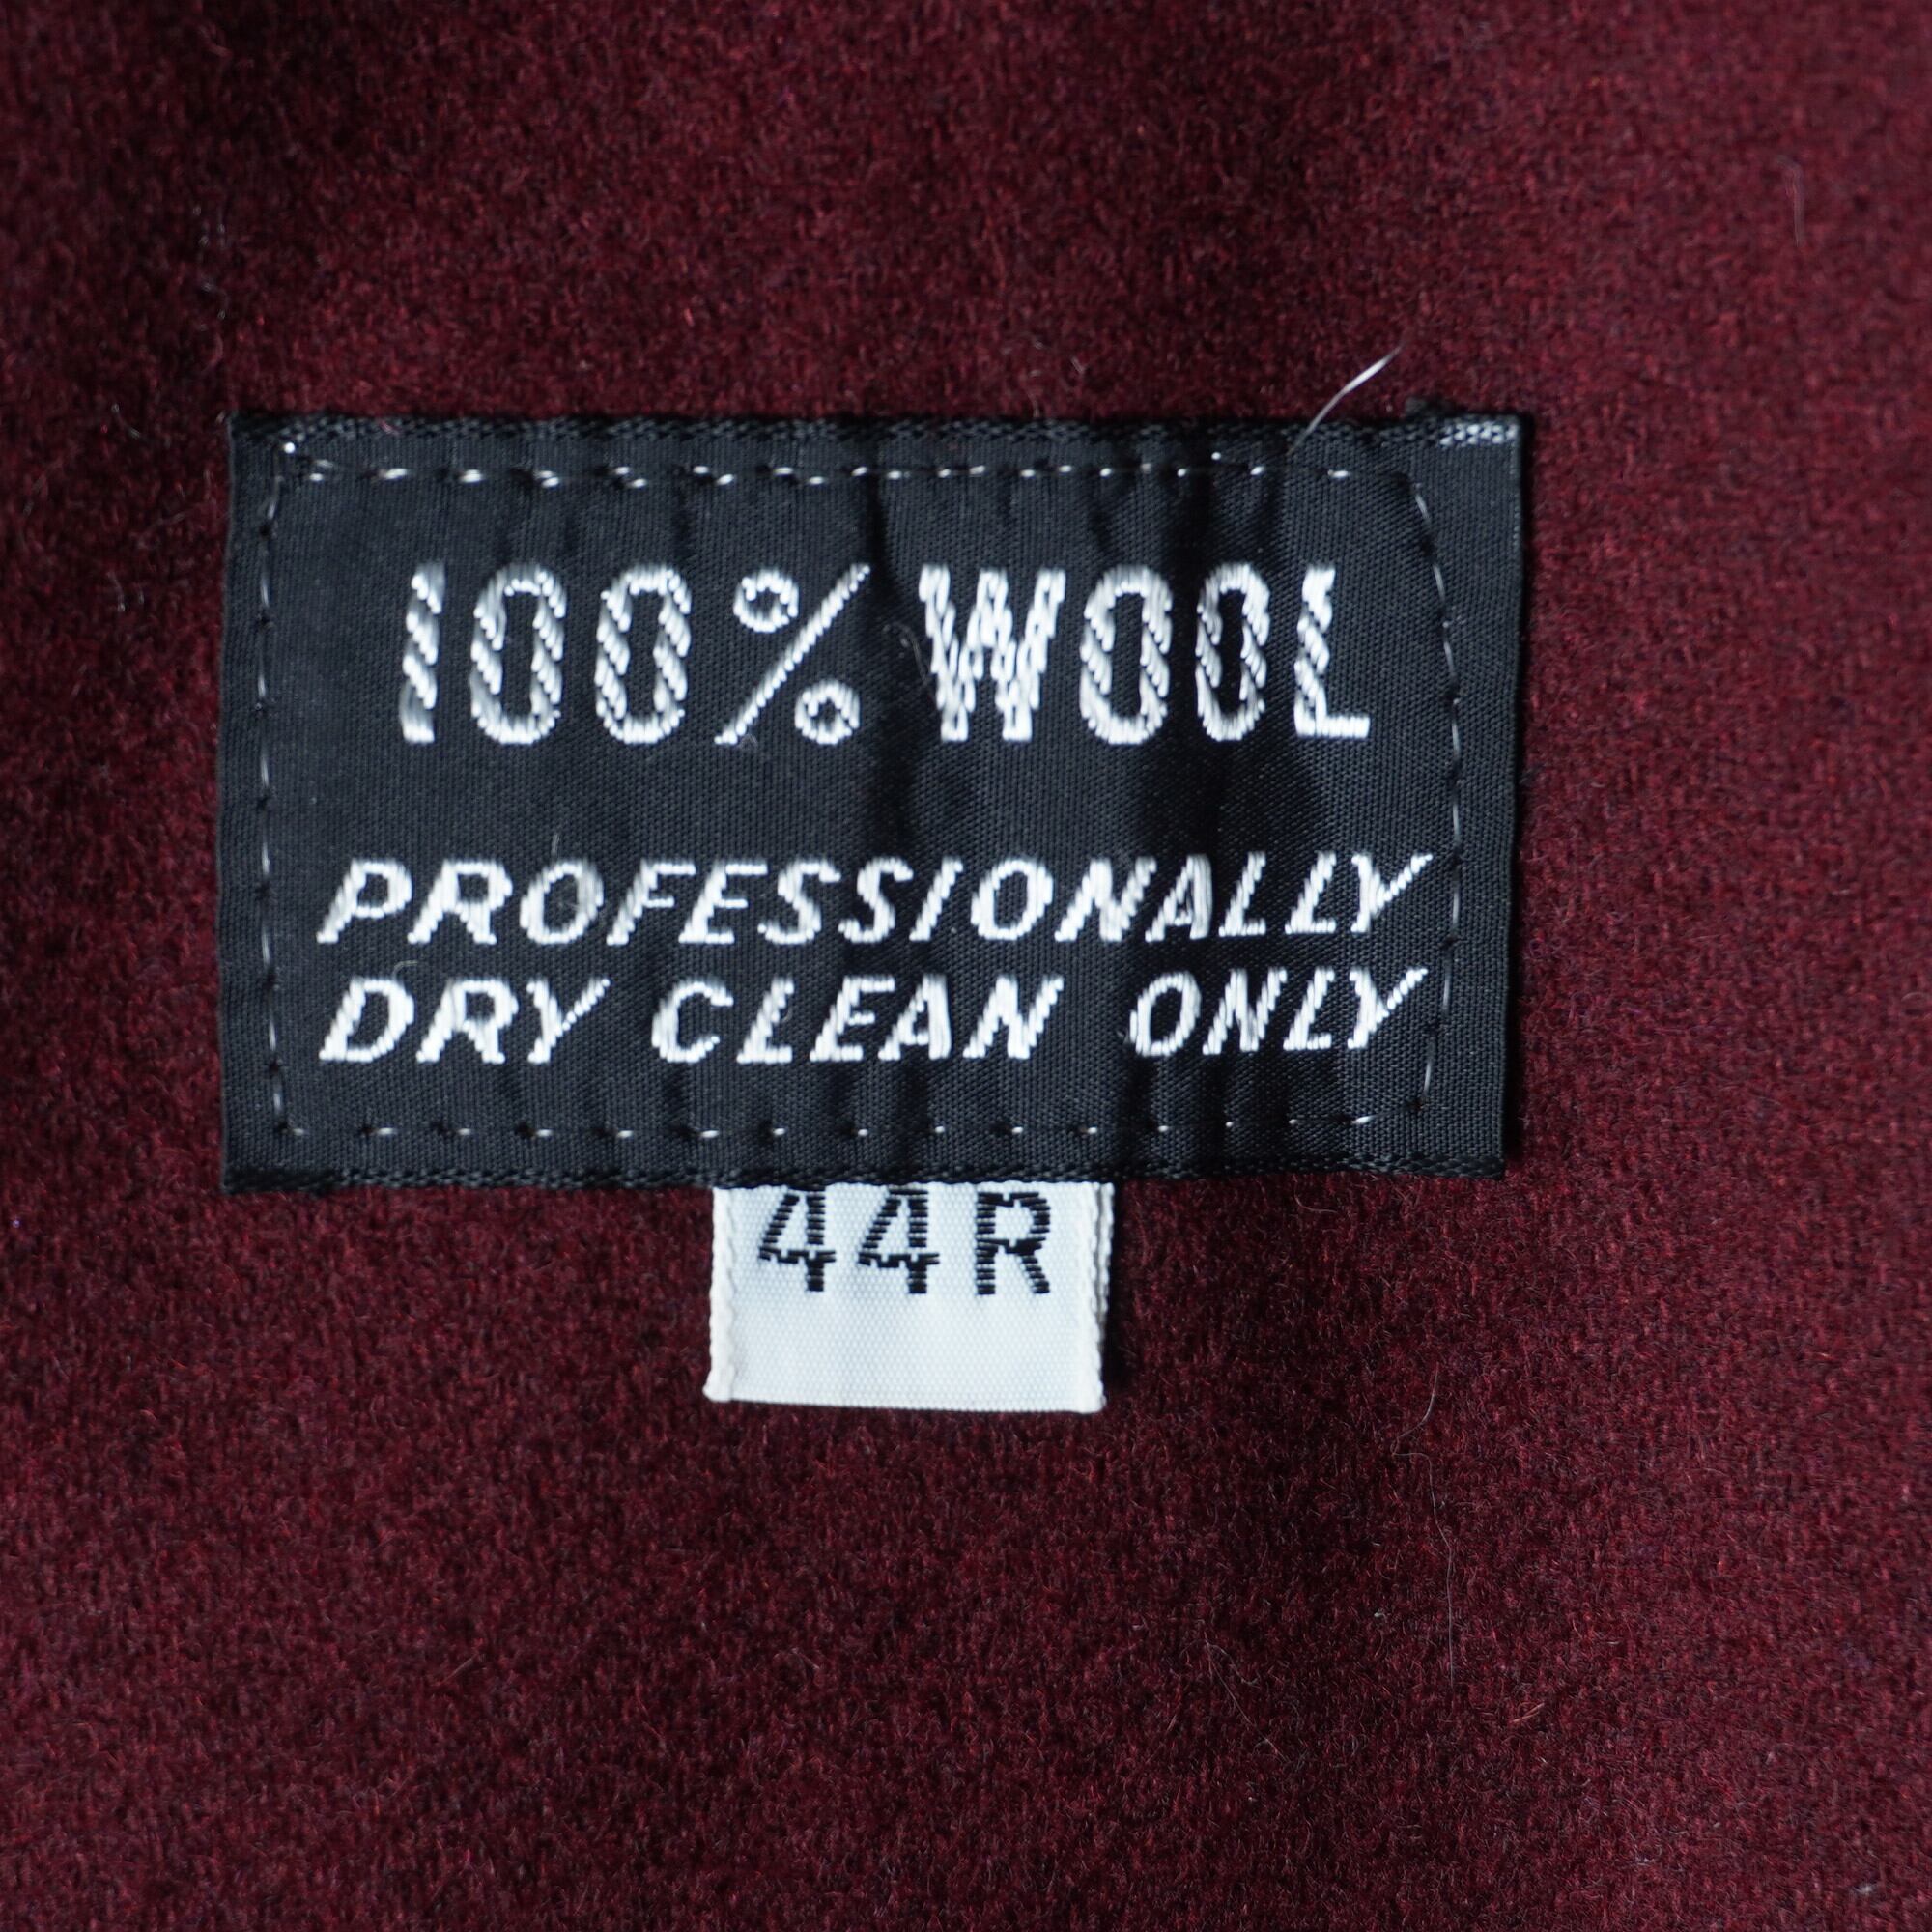 100% WOOL
PROFESSIONALLY
DRY CLEAN ONLY
44R